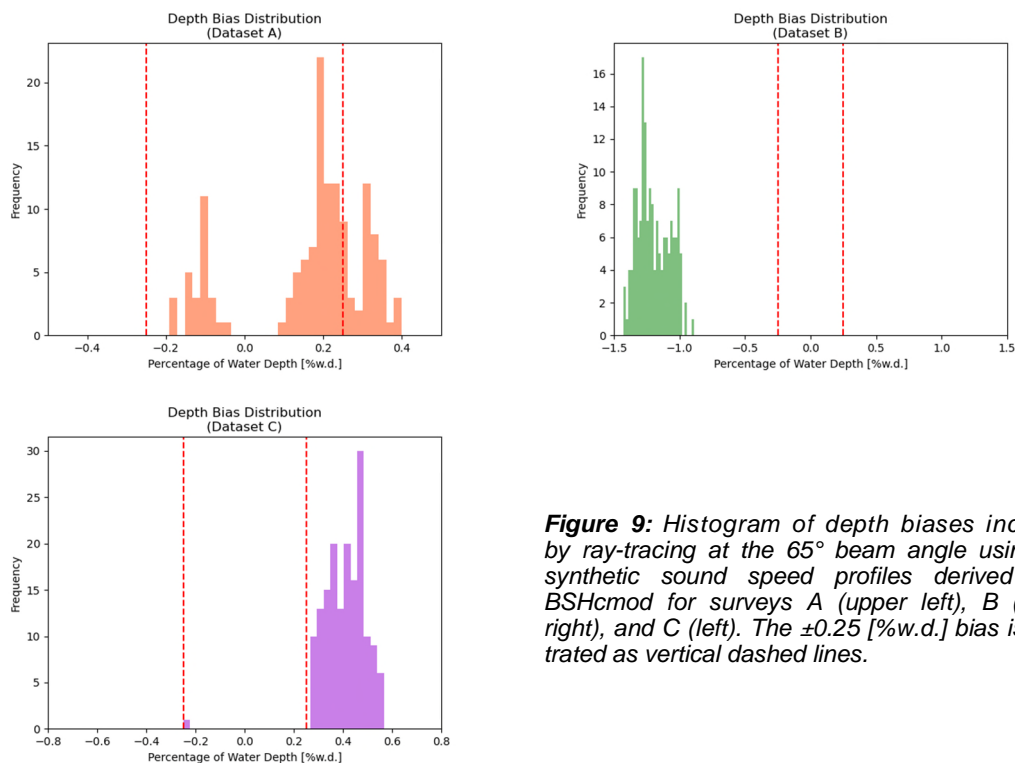 Depth Bias Distribution
(Dataset A)
Frequency
20
15
10
5
0
−0.4 −0.2 0.0 0.2 0.4
Percentage of Water Depth [%w.d.]
Depth Bias Distribution
(Dataset B)
Frequency
16
14
12
10
8
6
4
2
0
−1.5 −1.0 −0.5 0.0 0.5 1.0 1.5
Percentage of Water Depth [%w.d.]
Depth Bias Distribution
(Dataset C)
Frequency
30
25
20
15
10
5
0
−0.8 −0.6 −0.4 −0.2 0.0 0.2 0.4 0.6 0.8
Percentage of Water Depth [%w.d.]
Figure 9: Histogram of depth biases
by ray-tracing at the 65° beam angle
synthetic sound speed profiles derived
BSHcmod for surveys A (upper left), B
right), and C (left). The ±0.25 [%w.d.] bias
trated as vertical dashed lines.